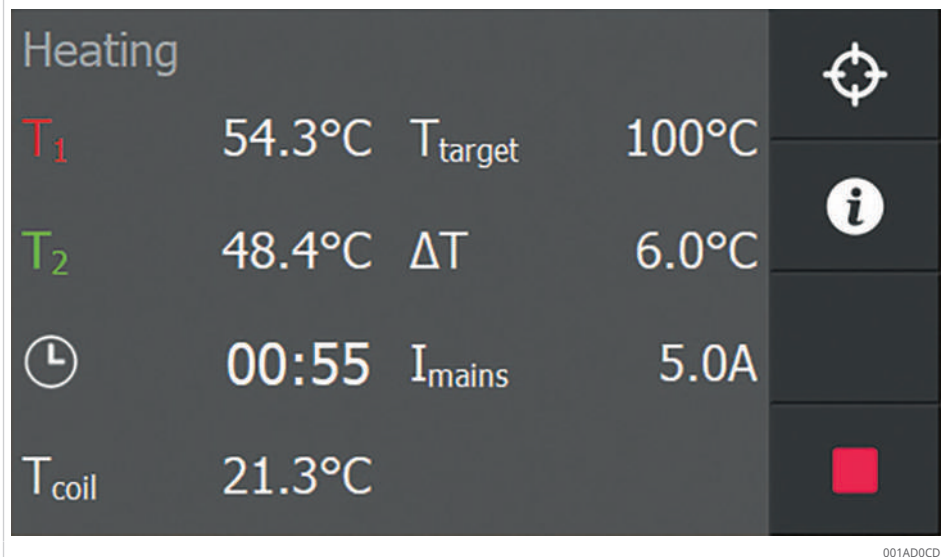 Heating
T1 54.3°C Ttarget 100°C
T2 48.4°C ΔT 6.0°C
00:55 Imains 5.0A
Tcoil 21.3°C
i
001AD0CD